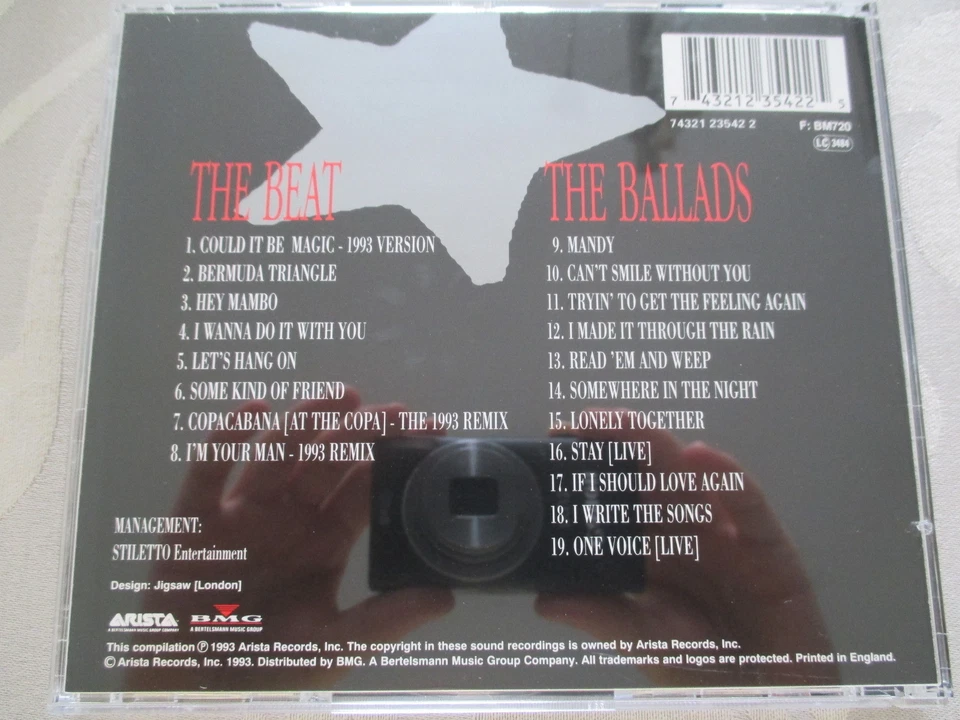 7 43212 35422 5
74321 23542 2 F: BM720
LC 3484
THE BEAT
1. COULD IT BE MAGIC - 1993 VERSION
2. BERMUDA TRIANGLE
3. HEY MAMBO
4. I WANNA DO IT WITH YOU
5. LET'S HANG ON
6. SOME KIND OF FRIEND
7. COPACABANA [AT THE COPA] - THE 1993 REMIX
8. I'M YOUR MAN - 1993 REMIX
THE BALLADS
9. MANDY
10. CAN'T SMILE WITHOUT YOU
11. TRYIN' TO GET THE FEELING AGAIN
12. I MADE IT THROUGH THE RAIN
13. READ 'EM AND WEEP
14. SOMEWHERE IN THE NIGHT
15. LONELY TOGETHER
16. STAY [LIVE]
17. IF I SHOULD LOVE AGAIN
18. I WRITE THE SONGS
19. ONE VOICE [LIVE]
MANAGEMENT:
STILETTO Entertainment
Design: Jigsaw [London]
ARISTA
A BERTELSMANN MUSIC GROUP COMPANY
BMG
A BERTELSMANN MUSIC GROUP
This compilation ℗ 1993 Arista Records, Inc. The copyright in these sound recordings is owned by Arista Records, Inc.
© Arista Records, Inc. 1993. Distributed by BMG. A Bertelsmann Music Group Company. All trademarks and logos are protected. Printed in England.